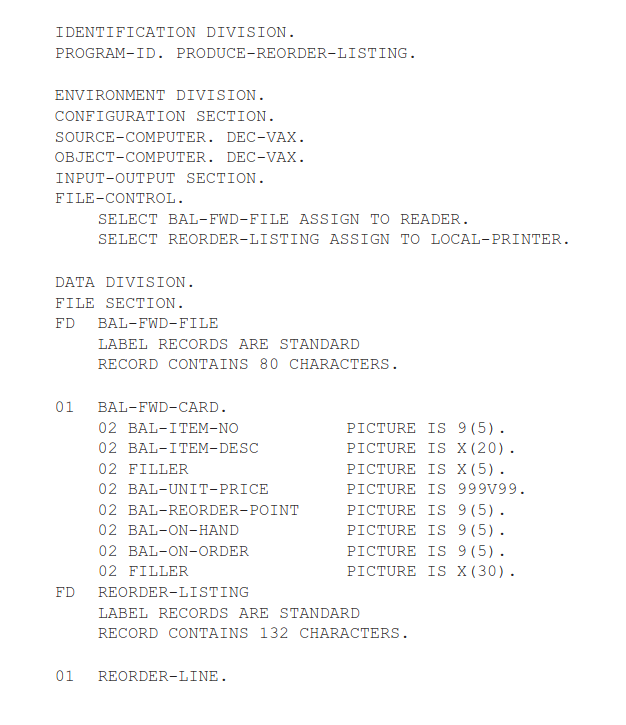 IDENTIFICATION DIVISION.
PROGRAM-ID. PRODUCE-REORDER-LISTING.
ENVIRONMENT DIVISION.
CONFIGURATION SECTION.
SOURCE-COMPUTER. DEC-VAX.
OBJECT-COMPUTER. DEC-VAX.
INPUT-OUTPUT SECTION.
FILE-CONTROL.
SELECT BAL-FWD-FILE ASSIGN TO READER.
SELECT REORDER-LISTING ASSIGN TO LOCAL-PRINTER.
DATA DIVISION.
FILE SECTION.
FD BAL-FWD-FILE
LABEL RECORDS ARE STANDARD
RECORD CONTAINS 80 CHARACTERS.
01 BAL-FWD-CARD.
02 BAL-ITEM-NO PICTURE IS 9(5).
02 BAL-ITEM-DESC PICTURE IS X(20).
02 FILLER PICTURE IS X(5).
02 BAL-UNIT-PRICE PICTURE IS 999V99.
02 BAL-REORDER-POINT PICTURE IS 9(5).
02 BAL-ON-HAND PICTURE IS 9(5).
02 BAL-ON-ORDER PICTURE IS 9(5).
02 FILLER PICTURE IS X(30).
FD REORDER-LISTING
LABEL RECORDS ARE STANDARD
RECORD CONTAINS 132 CHARACTERS.
01 REORDER-LINE.